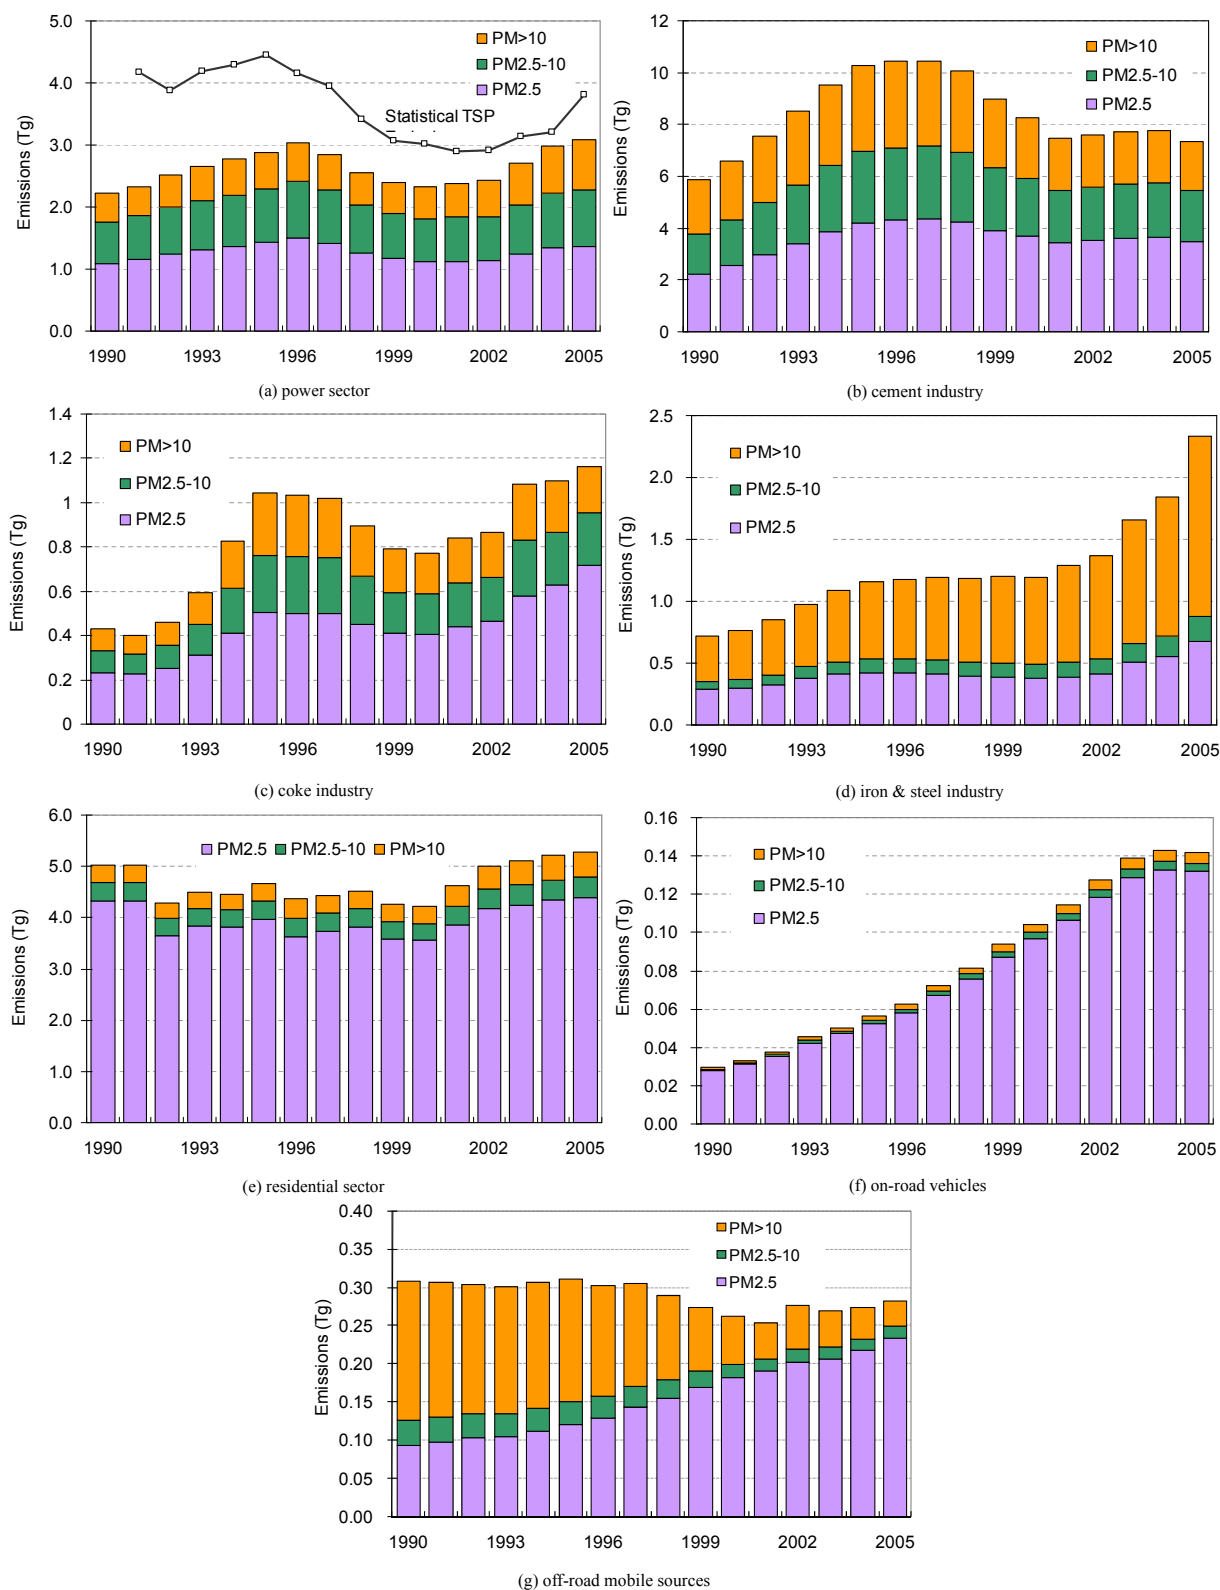 5.0
4.0
3.0
2.0
1.0
0.0
Emissions (Tg)
PM>10
PM2.5-10
PM2.5
Statistical TSP
1990 1993 1996 1999 2002 2005
(a) power sector
12
10
8
6
4
2
0
Emissions (Tg)
PM>10
PM2.5-10
PM2.5
1990 1993 1996 1999 2002 2005
(b) cement industry
1.4
1.2
1
0.8
0.6
0.4
0.2
0
Emissions (Tg)
PM>10
PM2.5-10
PM2.5
1990 1993 1996 1999 2002 2005
(c) coke industry
2.5
2.0
1.5
1.0
0.5
0.0
Emissions (Tg)
PM>10
PM2.5-10
PM2.5
1990 1993 1996 1999 2002 2005
(d) iron & steel industry
6.0
5.0
4.0
3.0
2.0
1.0
0.0
Emissions (Tg)
PM2.5 PM2.5-10 PM>10
1990 1993 1996 1999 2002 2005
(e) residential sector
0.16
0.14
0.12
0.10
0.08
0.06
0.04
0.02
0.00
Emissions (Tg)
PM>10
PM2.5-10
PM2.5
1990 1993 1996 1999 2002 2005
(f) on-road vehicles
0.40
0.35
0.30
0.25
0.20
0.15
0.10
0.05
0.00
Emissions (Tg)
PM>10
PM2.5-10
PM2.5
1990 1993 1996 1999 2002 2005
(g) off-road mobile sources